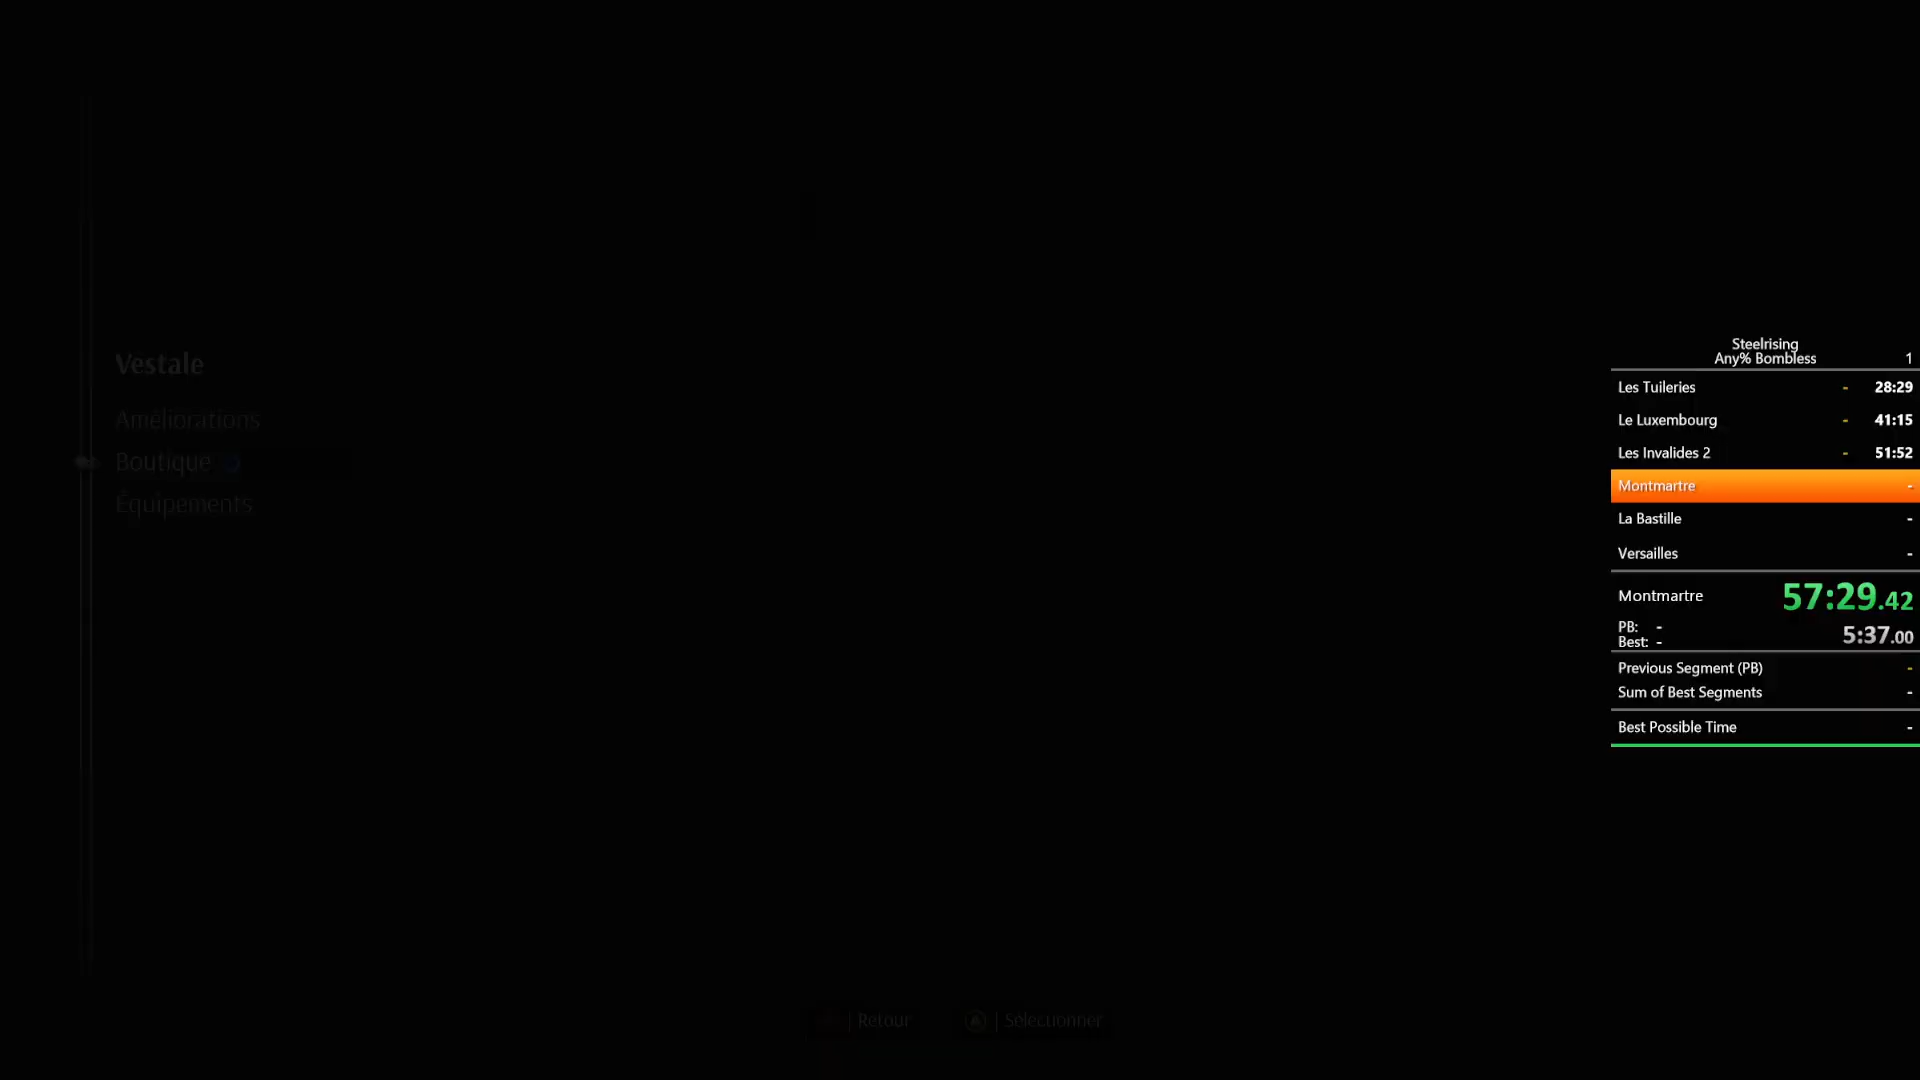 Vestale
Améliorations
Boutique
Équipements
Retour
Sélectionner
Steelrising
Any% Bombless 1
Les Tuileries - 28:29
Le Luxembourg - 41:15
Les Invalides 2 - 51:52
Montmartre -
La Bastille -
Versailles -
Montmartre 57:29.42
PB: -
Best: - 5:37.00
Previous Segment (PB) -
Sum of Best Segments -
Best Possible Time -